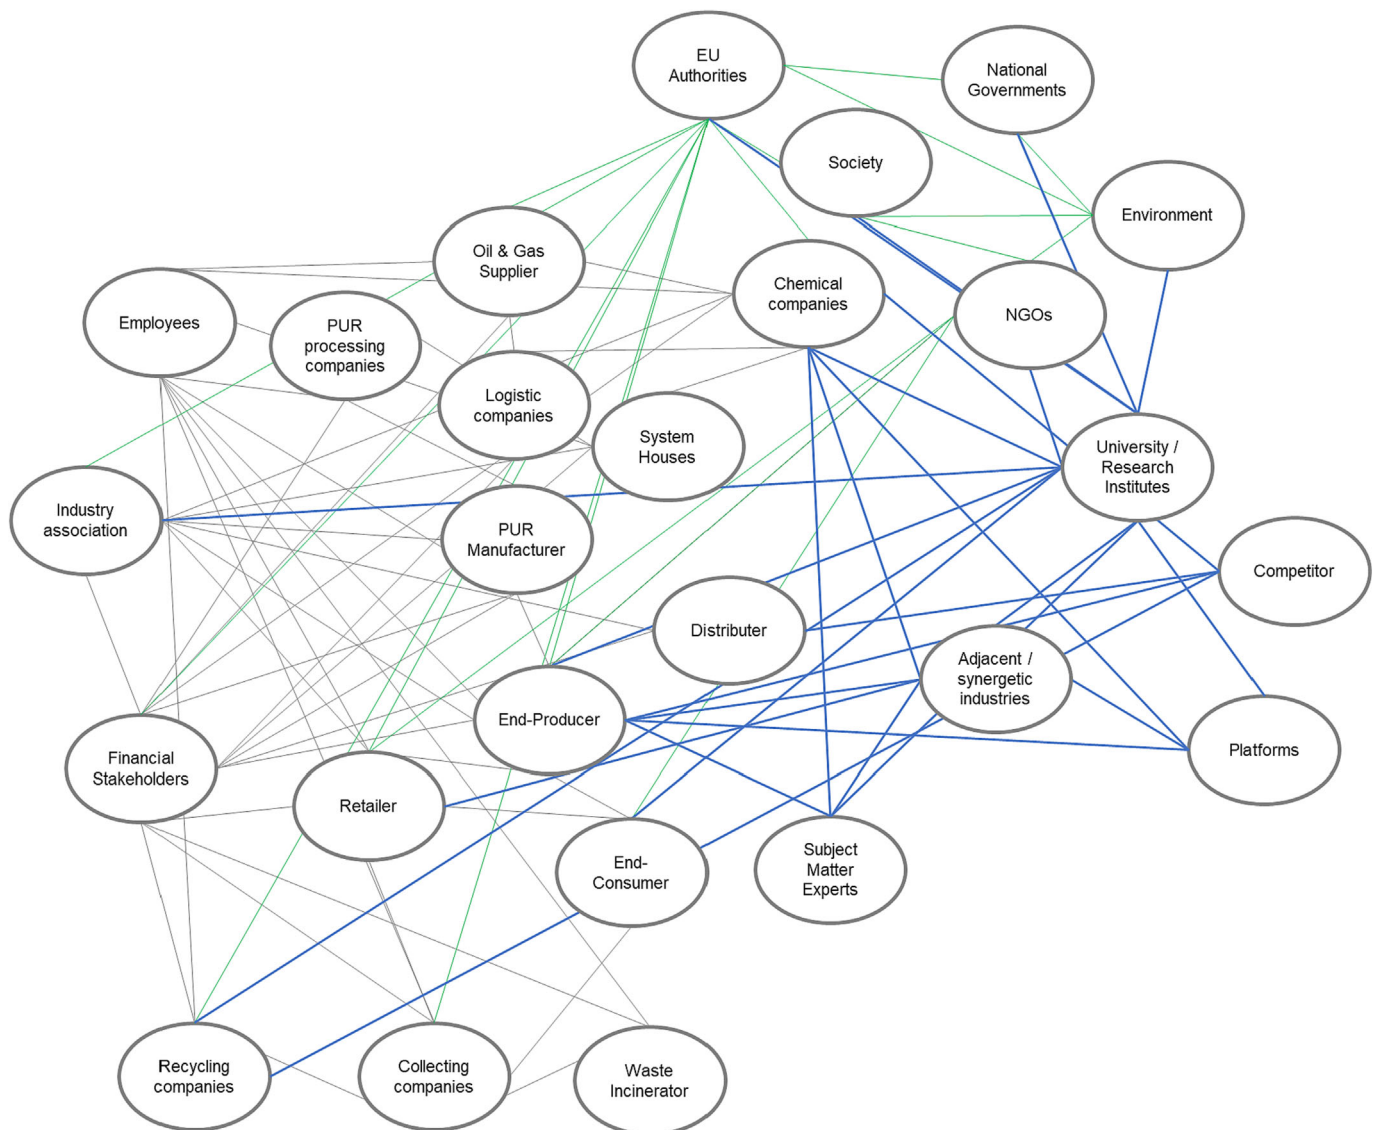 EU
Authorities
National
Governments
Society
Environment
Oil & Gas
Supplier
Chemical
companies
NGOs
Employees
PUR
processing
companies
Logistic
companies
System
Houses
University /
Research
Institutes
Industry
association
PUR
Manufacturer
Competitor
Distributer
Adjacent /
synergetic
industries
End-Producer
Platforms
Financial
Stakeholders
Retailer
End-
Consumer
Subject
Matter
Experts
Recycling
companies
Collecting
companies
Waste
Incinerator